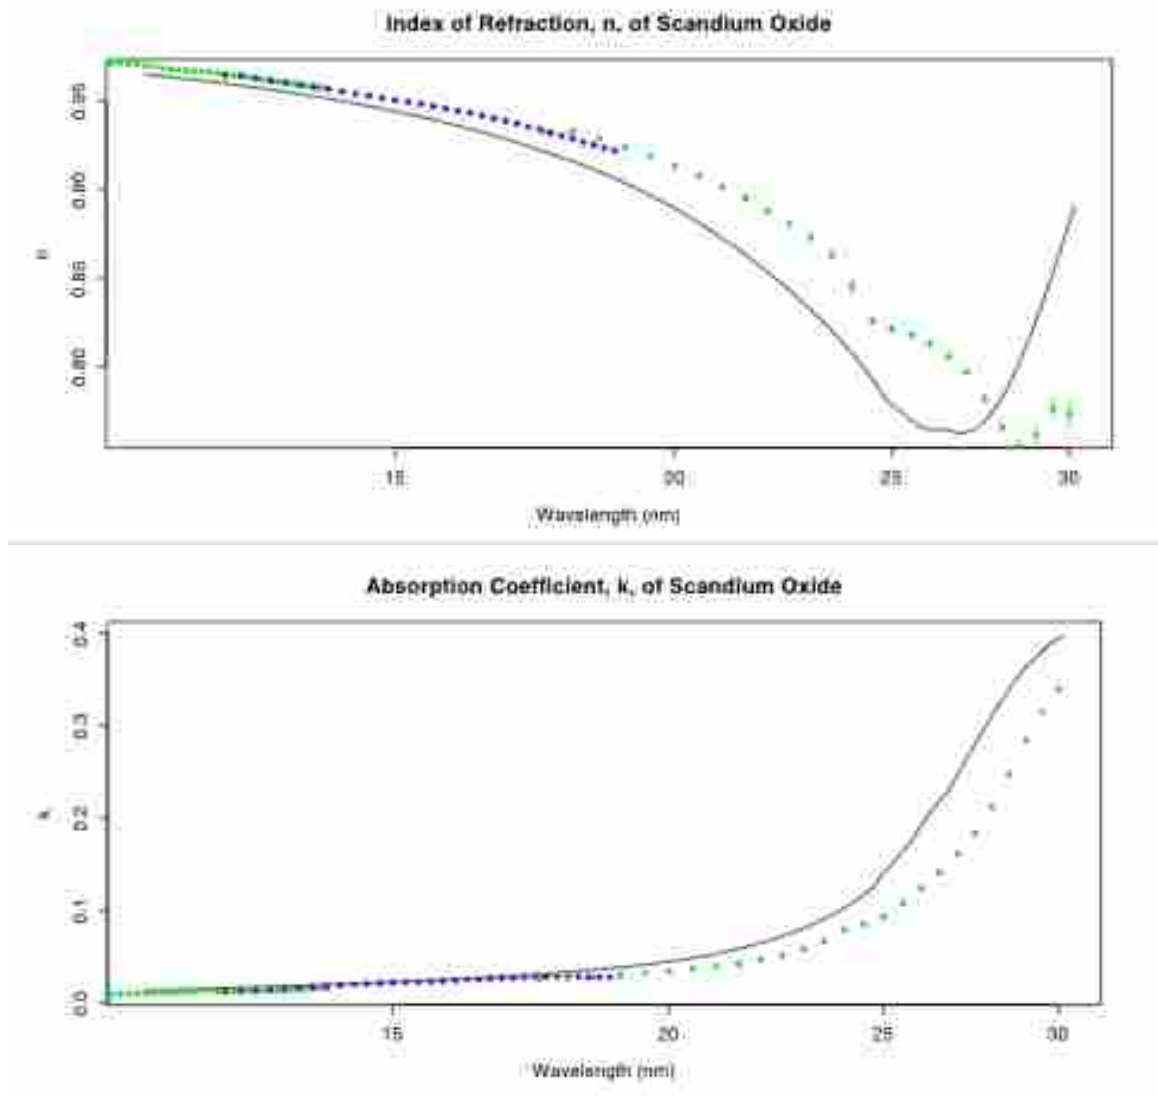 Index of Refraction, n, of Scandium Oxide
0.95
0.90
0.85
0.80
n
15
20
25
30
Wavelength (nm)
Absorption Coefficient, k, of Scandium Oxide
0.4
0.3
0.2
0.1
0.0
k
15
20
25
30
Wavelength (nm)